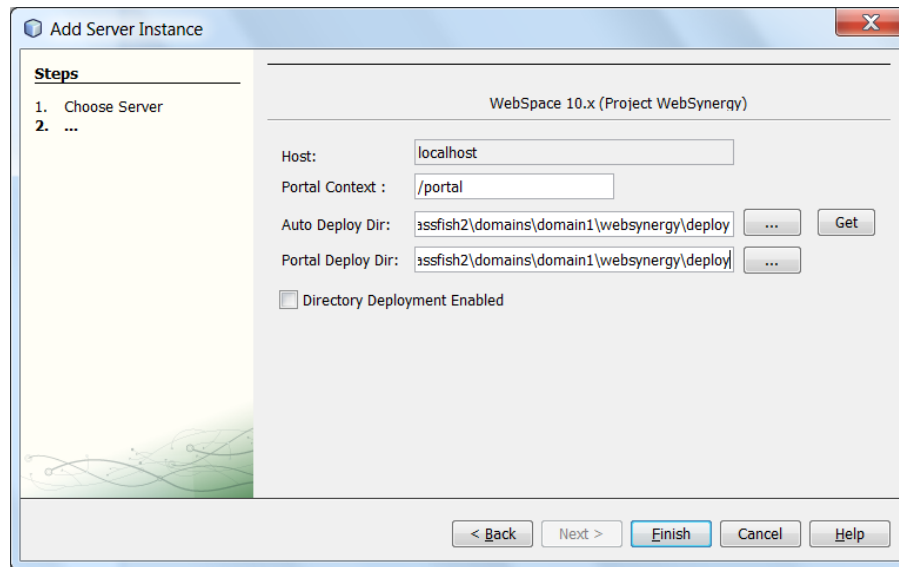 Add Server Instance
Steps
1. Choose Server
2. ...
WebSpace 10.x (Project WebSynergy)
Host: localhost
Portal Context : /portal
Auto Deploy Dir: assfish2\domains\domain1\websynergy\deploy ... Get
Portal Deploy Dir: assfish2\domains\domain1\websynergy\deploy ...
Directory Deployment Enabled
< Back Next > Finish Cancel Help